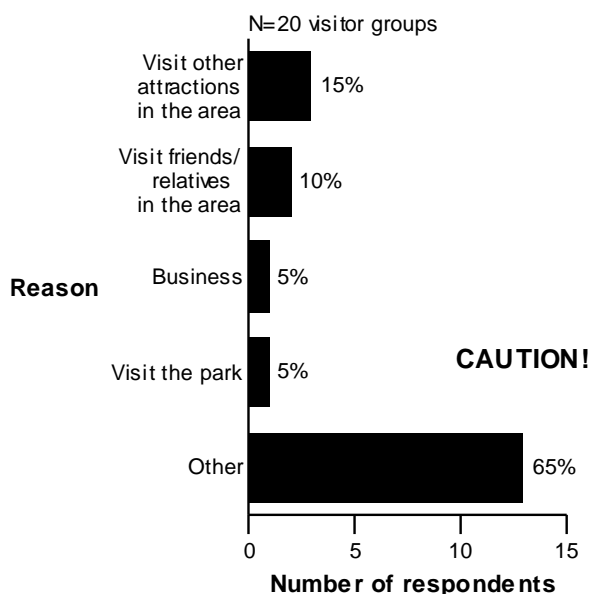 N=20 visitor groups
Visit other
attractions
in the area
15%
Visit friends/
relatives
in the area
10%
Reason
Business
5%
CAUTION!
Visit the park
5%
Other
65%
0
5
10
15
Number of respondents